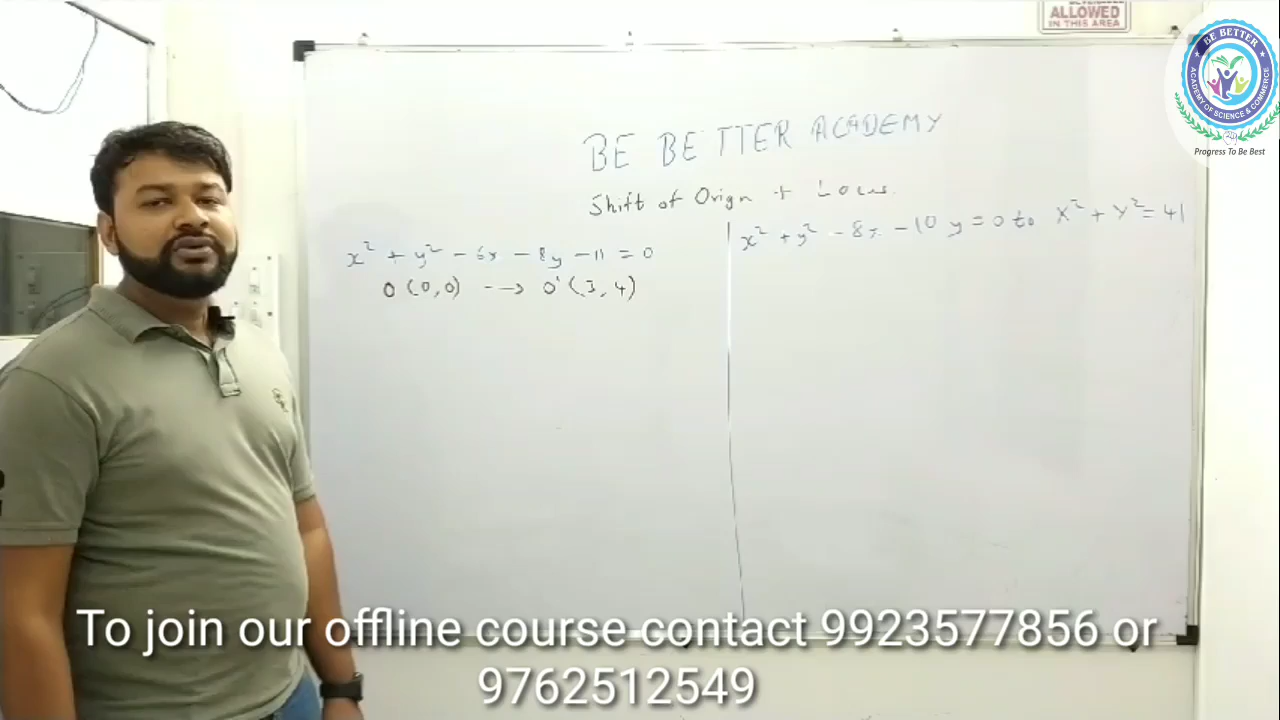 ALLOWED
IN THIS AREA
BE BETTER
ACADEMY OF SCIENCE & COMMERCE
Progress To Be Best
BE BETTER ACADEMY
Shift of Orign + Locus
x² + y² - 6x - 8y - 11 = 0
O (0,0) --> O' (3, 4)
x² + y² - 8x - 10y = 0 to X² + Y² = 41
To join our offline course contact 9923577856 or
9762512549